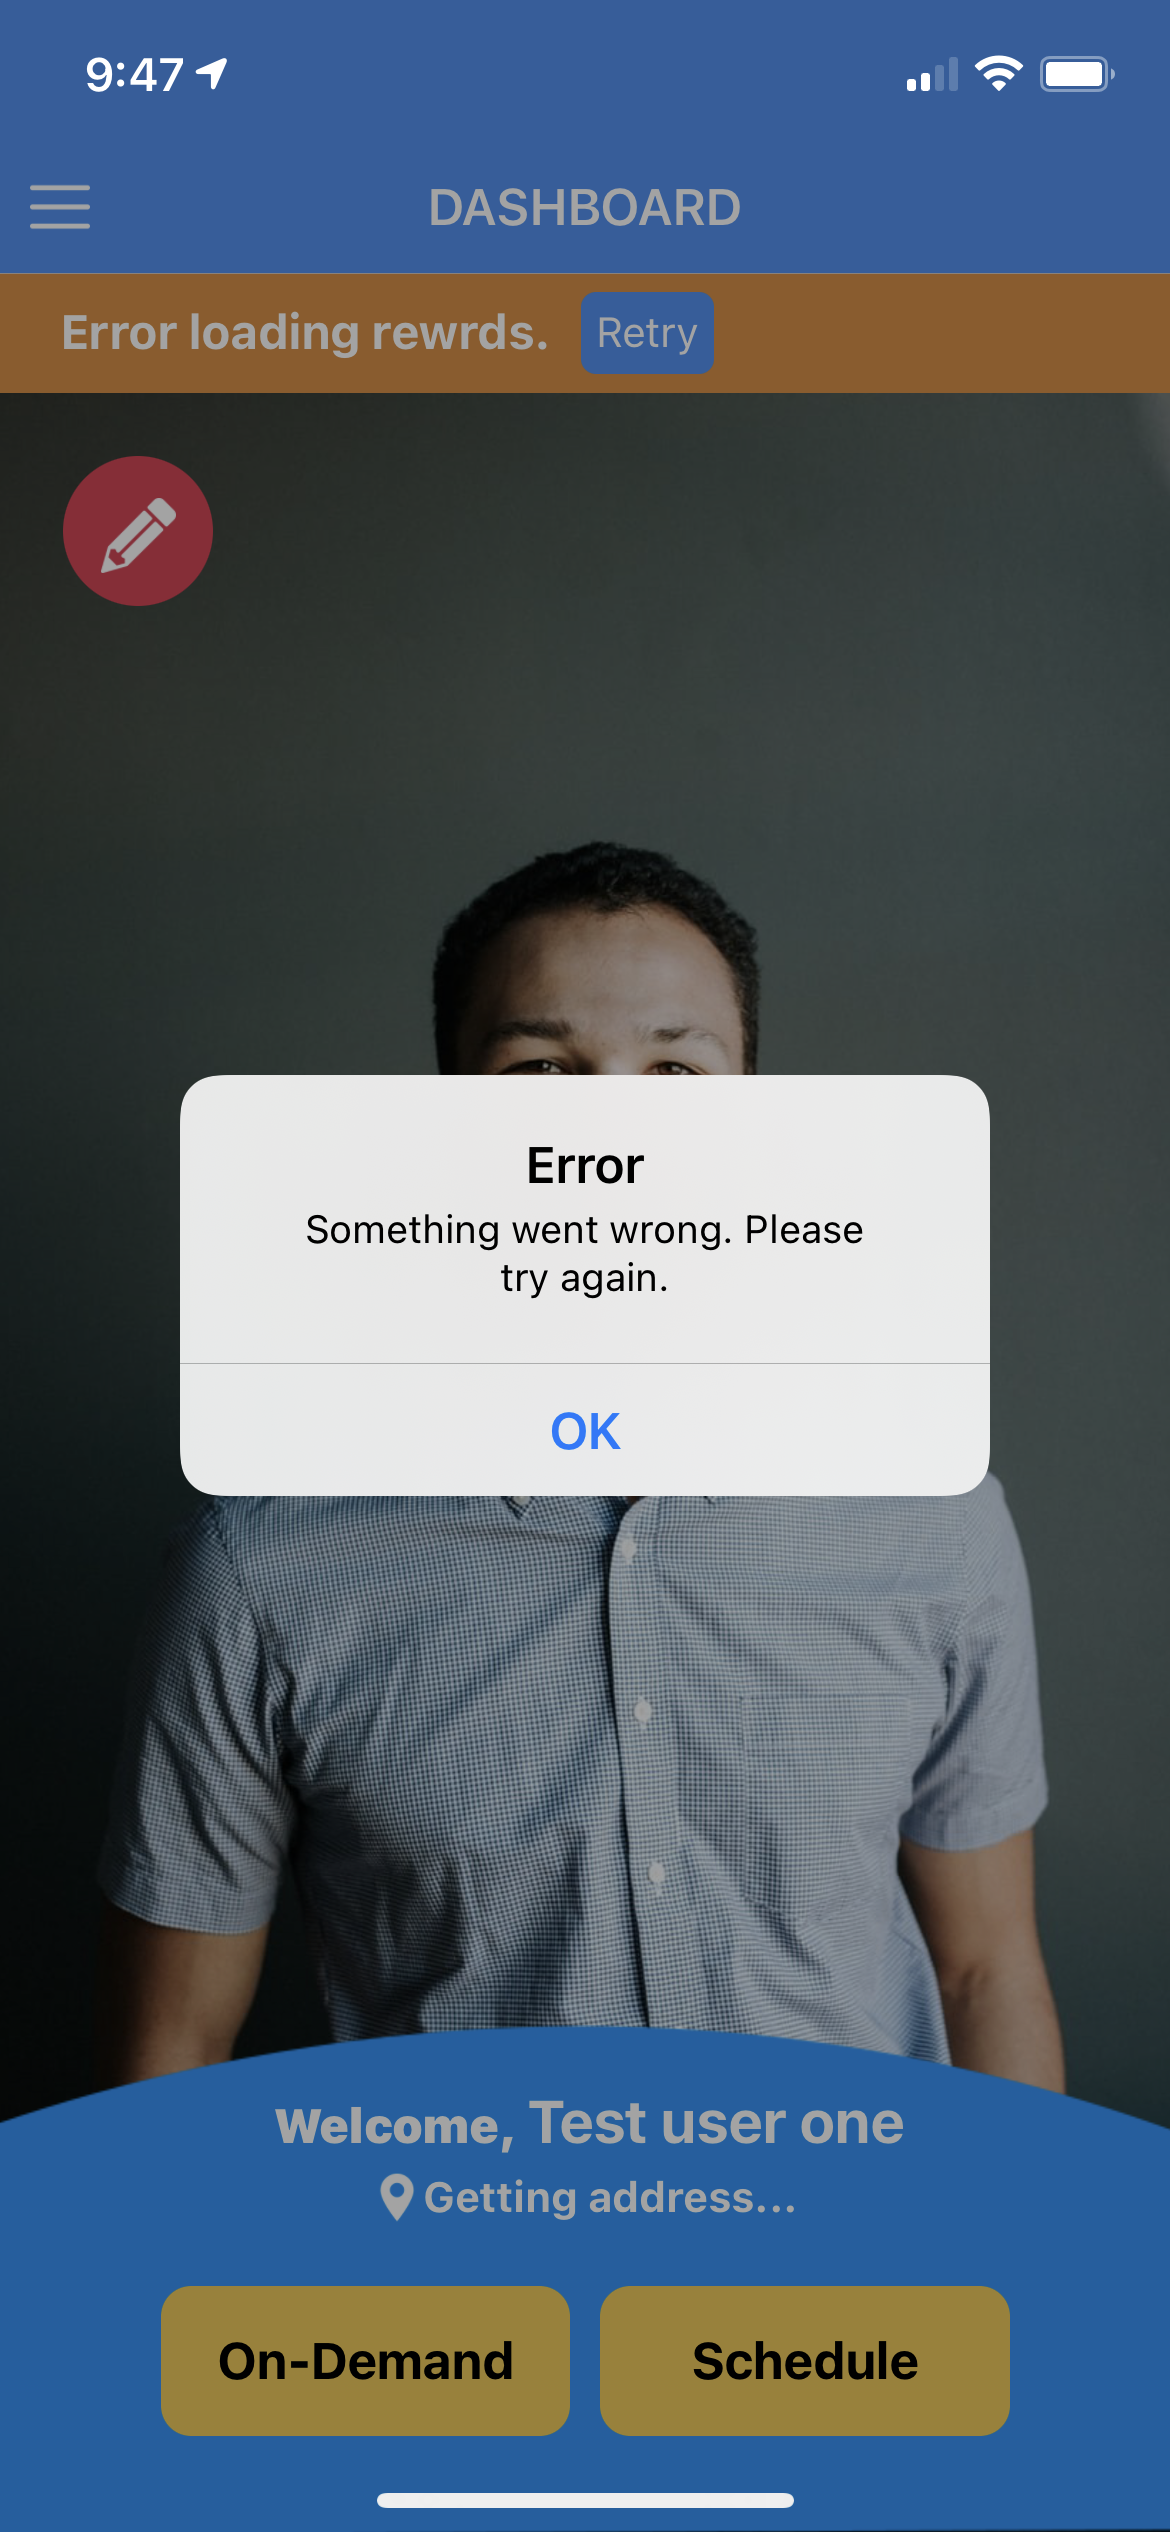 9:47
DASHBOARD
Error loading rewrds. Retry
Error
Something went wrong. Please
try again.
OK
Welcome, Test user one
Getting address...
On-Demand Schedule